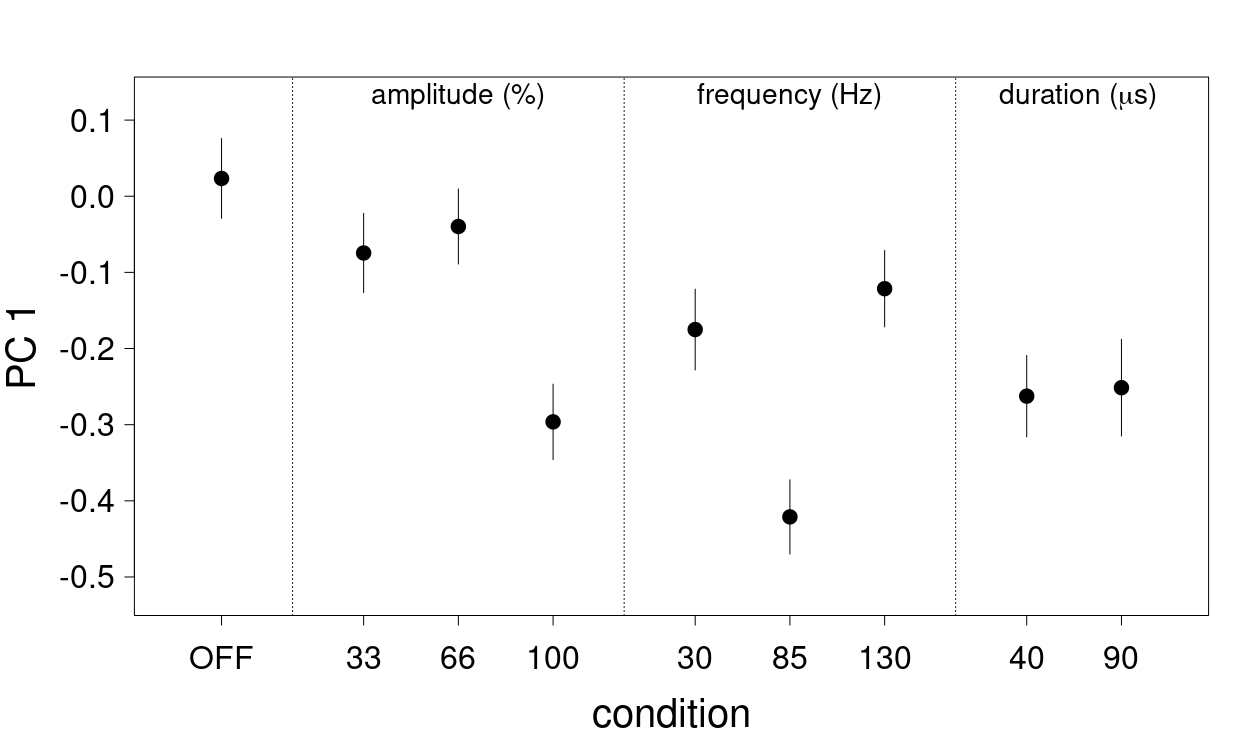 amplitude (%) frequency (Hz) duration (μs)
0.1
0.0
-0.1
-0.2
-0.3
-0.4
-0.5
PC 1
OFF 33 66 100 30 85 130 40 90
condition